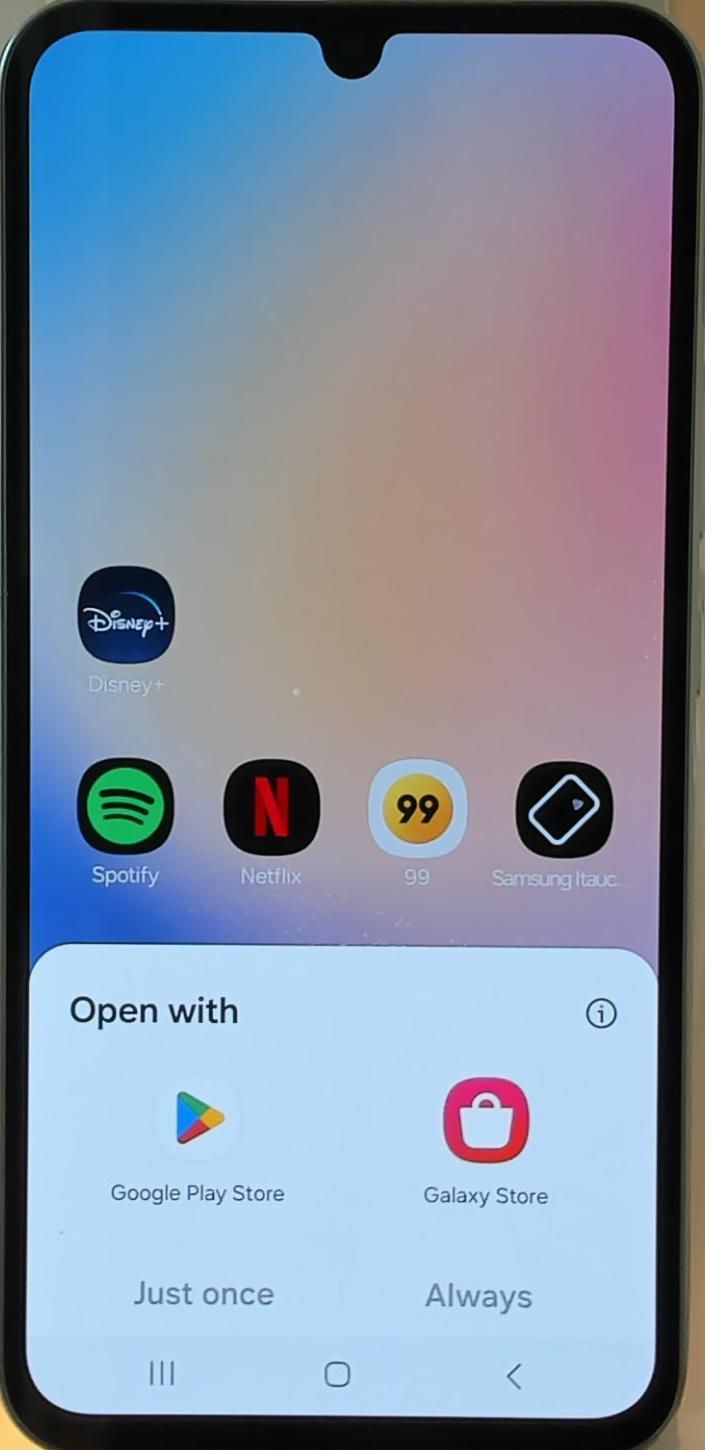 Disney+
Disney+
N
99
Spotify
Netflix
99
Samsung Itauc...
Open with
Google Play Store
Galaxy Store
Just once
Always